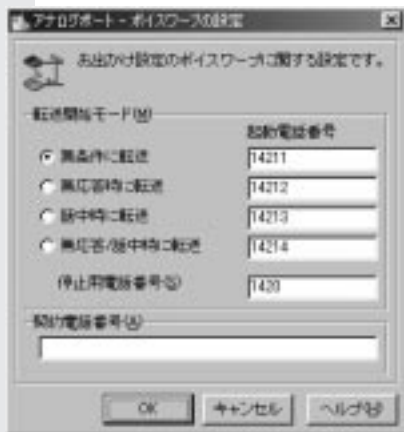 アナログポート - ボイスワープの設定
お出かけ設定のボイスワープに関する設定です。
転送開始モード(M)
起動電話番号
無条件に転送 14211
無応答時に転送 14212
話中時に転送 14213
無応答/話中時に転送 14214
停止用電話番号(S) 1420
契約電話番号(A)
OK キャンセル ヘルプ(H)